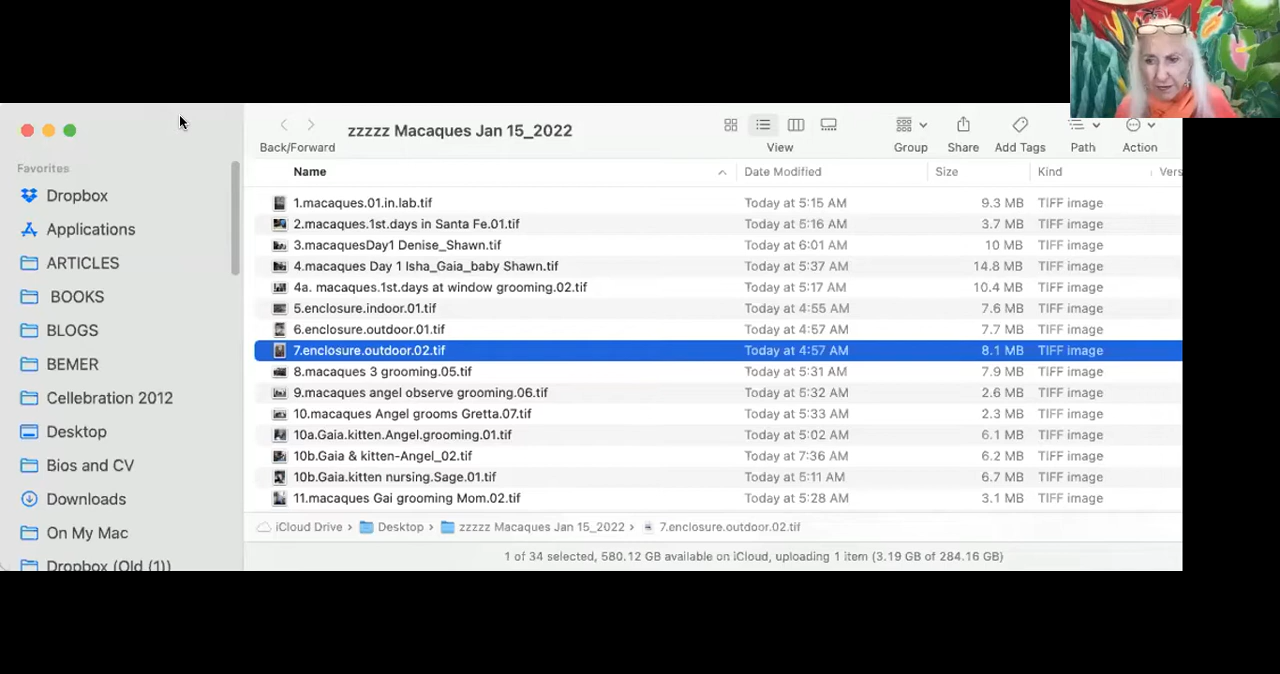 zzzzz Macaques Jan 15_2022
Back/Forward
View
Group
Share
Add Tags
Path
Action
Favorites
Dropbox
Applications
ARTICLES
BOOKS
BLOGS
BEMER
Cellebration 2012
Desktop
Bios and CV
Downloads
On My Mac
Dropbox (Old (1))
Name Date Modified Size Kind Vers
1.macaques.01.in.lab.tif Today at 5:15 AM 9.3 MB TIFF image
2.macaques.1st.days in Santa Fe.01.tif Today at 5:16 AM 3.7 MB TIFF image
3.macaquesDay1 Denise_Shawn.tif Today at 6:01 AM 10 MB TIFF image
4.macaques Day 1 Isha_Gaia_baby Shawn.tif Today at 5:37 AM 14.8 MB TIFF image
4a. macaques.1st.days at window grooming.02.tif Today at 5:17 AM 10.4 MB TIFF image
5.enclosure.indoor.01.tif Today at 4:55 AM 7.6 MB TIFF image
6.enclosure.outdoor.01.tif Today at 4:57 AM 7.7 MB TIFF image
7.enclosure.outdoor.02.tif Today at 4:57 AM 8.1 MB TIFF image
8.macaques 3 grooming.05.tif Today at 5:31 AM 7.9 MB TIFF image
9.macaques angel observe grooming.06.tif Today at 5:32 AM 2.6 MB TIFF image
10.macaques Angel grooms Gretta.07.tif Today at 5:33 AM 2.3 MB TIFF image
10a.Gaia.kitten.Angel.grooming.01.tif Today at 5:02 AM 6.1 MB TIFF image
10b.Gaia & kitten-Angel_02.tif Today at 7:36 AM 6.2 MB TIFF image
10b.Gaia.kitten nursing.Sage.01.tif Today at 5:11 AM 6.7 MB TIFF image
11.macaques Gai grooming Mom.02.tif Today at 5:28 AM 3.1 MB TIFF image
iCloud Drive › Desktop › zzzzz Macaques Jan 15_2022 › 7.enclosure.outdoor.02.tif
1 of 34 selected, 580.12 GB available on iCloud, uploading 1 item (3.19 GB of 284.16 GB)